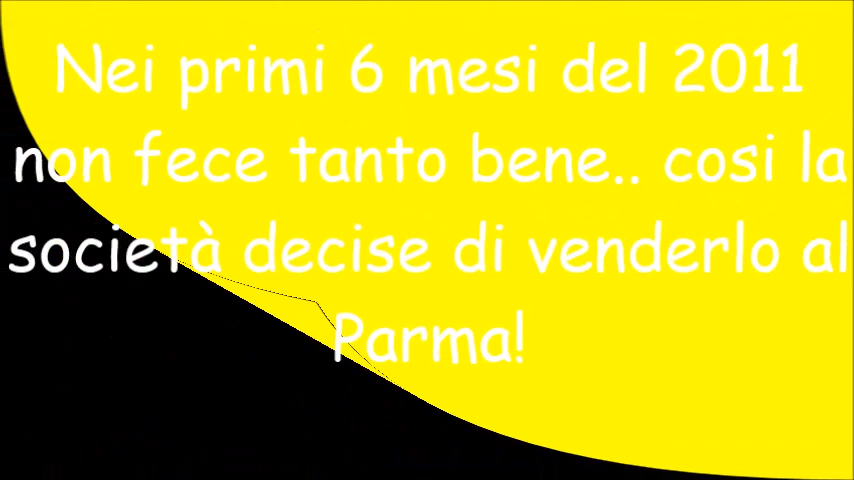 Nei primi 6 mesi del 2011
non fece tanto bene.. cosi la
società decise di venderlo al
Parma!